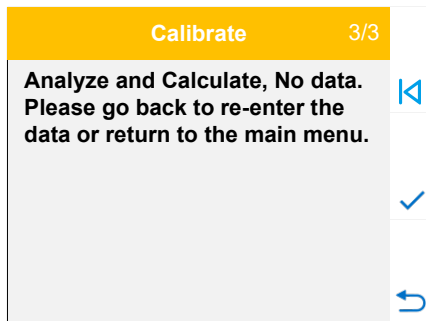 Calibrate 3/3
Analyze and Calculate, No data.
Please go back to re-enter the
data or return to the main menu.